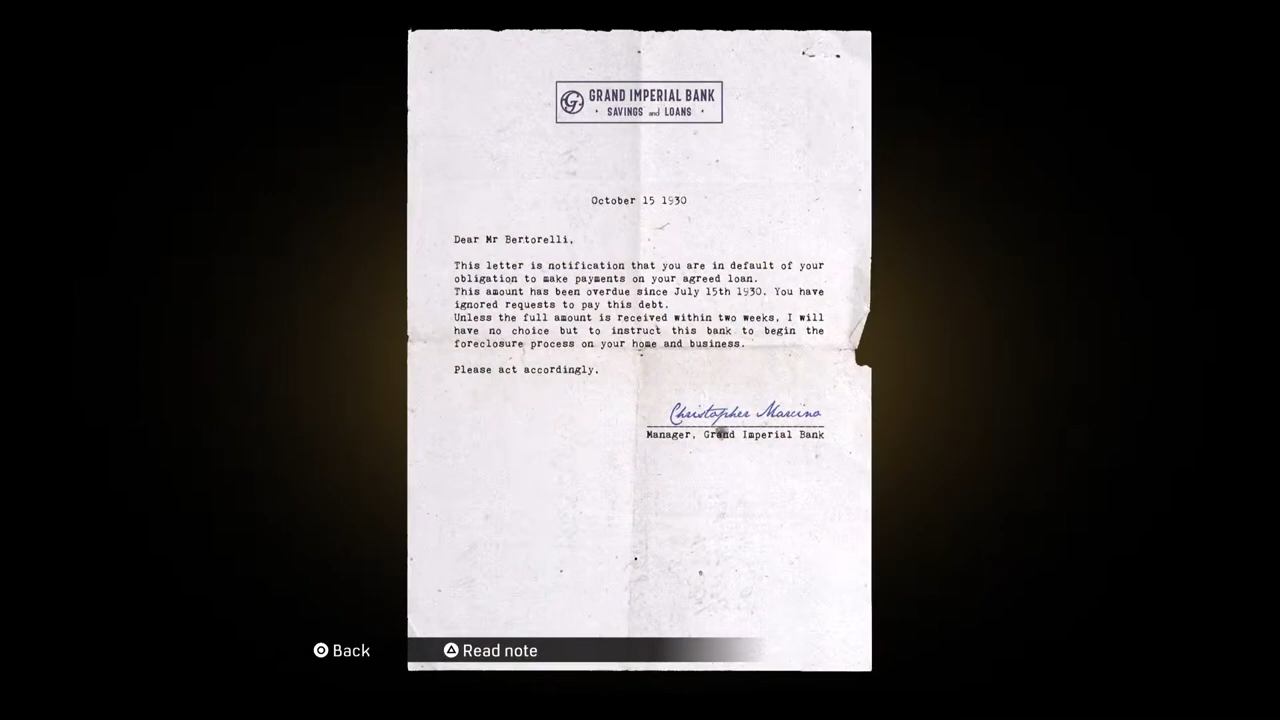 GRAND IMPERIAL BANK
· SAVINGS and LOANS ·
October 15 1930
Dear Mr Bertorelli,
This letter is notification that you are in default of your
obligation to make payments on your agreed loan.
This amount has been overdue since July 15th 1930. You have
ignored requests to pay this debt.
Unless the full amount is received within two weeks, I will
have no choice but to instruct this bank to begin the
foreclosure process on your home and business.
Please act accordingly,
Christopher Marcino
Manager, Grand Imperial Bank
Back
Read note